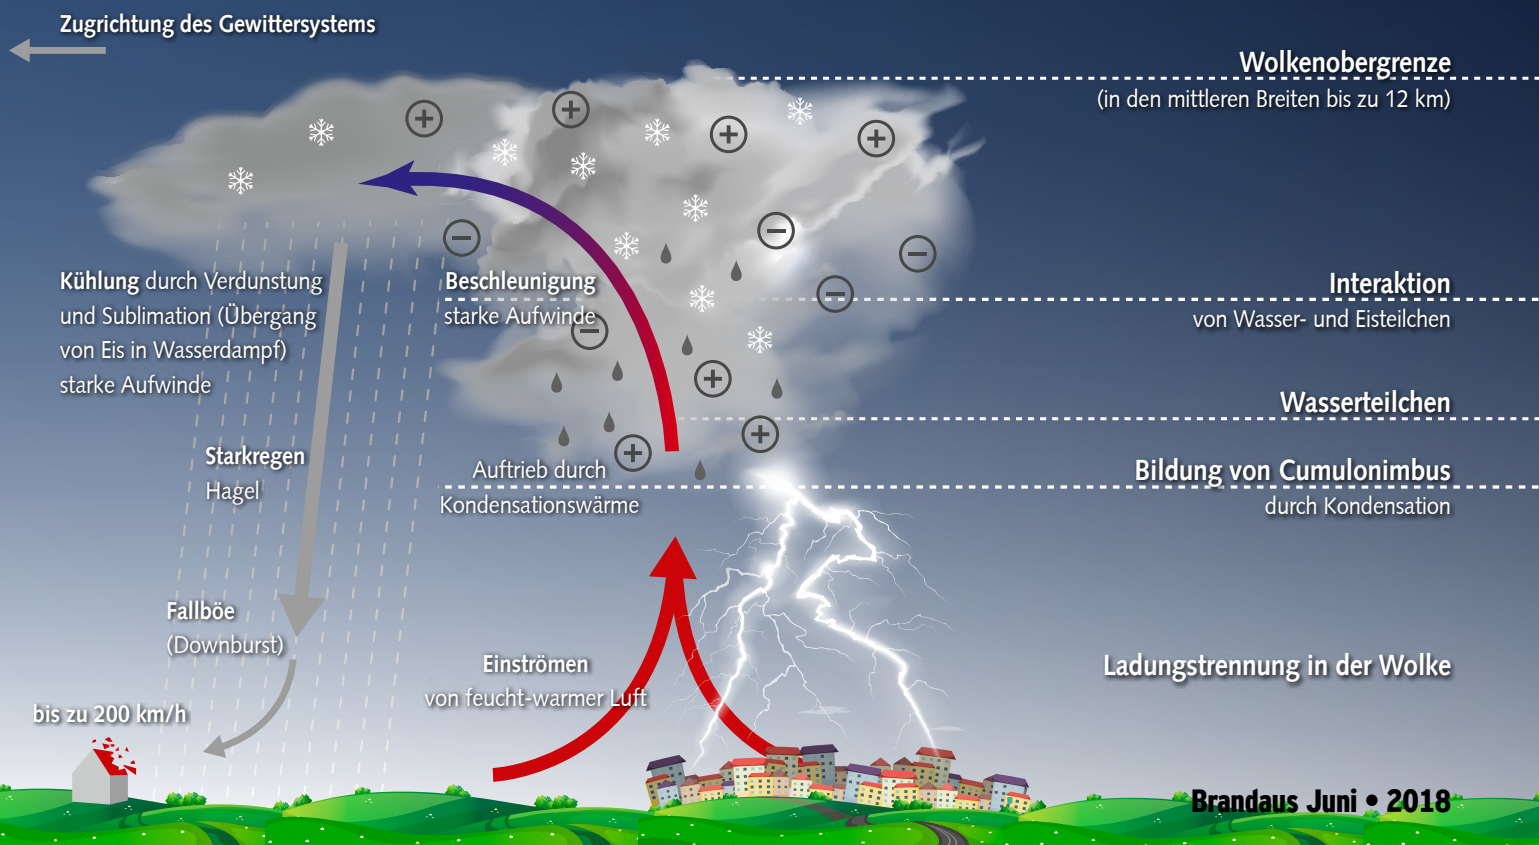 Zugrichtung des Gewittersystems
Wolkenobergrenze
(in den mittleren Breiten bis zu 12 km)
Kühlung durch Verdunstung
und Sublimation (Übergang
von Eis in Wasserdampf)
starke Aufwinde
Beschleunigung
starke Aufwinde
Interaktion
von Wasser- und Eisteilchen
Wasserteilchen
Starkregen
Hagel
Auftrieb durch
Kondensationswärme
Bildung von Cumulonimbus
durch Kondensation
Fallböe
(Downburst)
Einströmen
von feucht-warmer Luft
Ladungstrennung in der Wolke
bis zu 200 km/h
Brandaus Juni • 2018